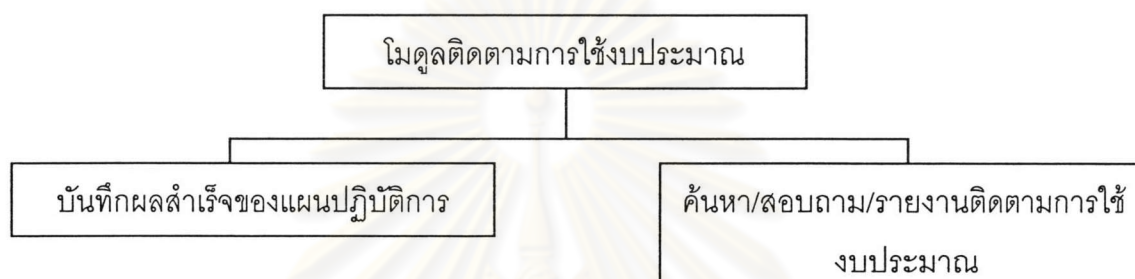 โมดูลติดตามการใช้งบประมาณ
บันทึกผลสำเร็จของแผนปฏิบัติการ
ค้นหา/สอบถาม/รายงานติดตามการใช้
งบประมาณ